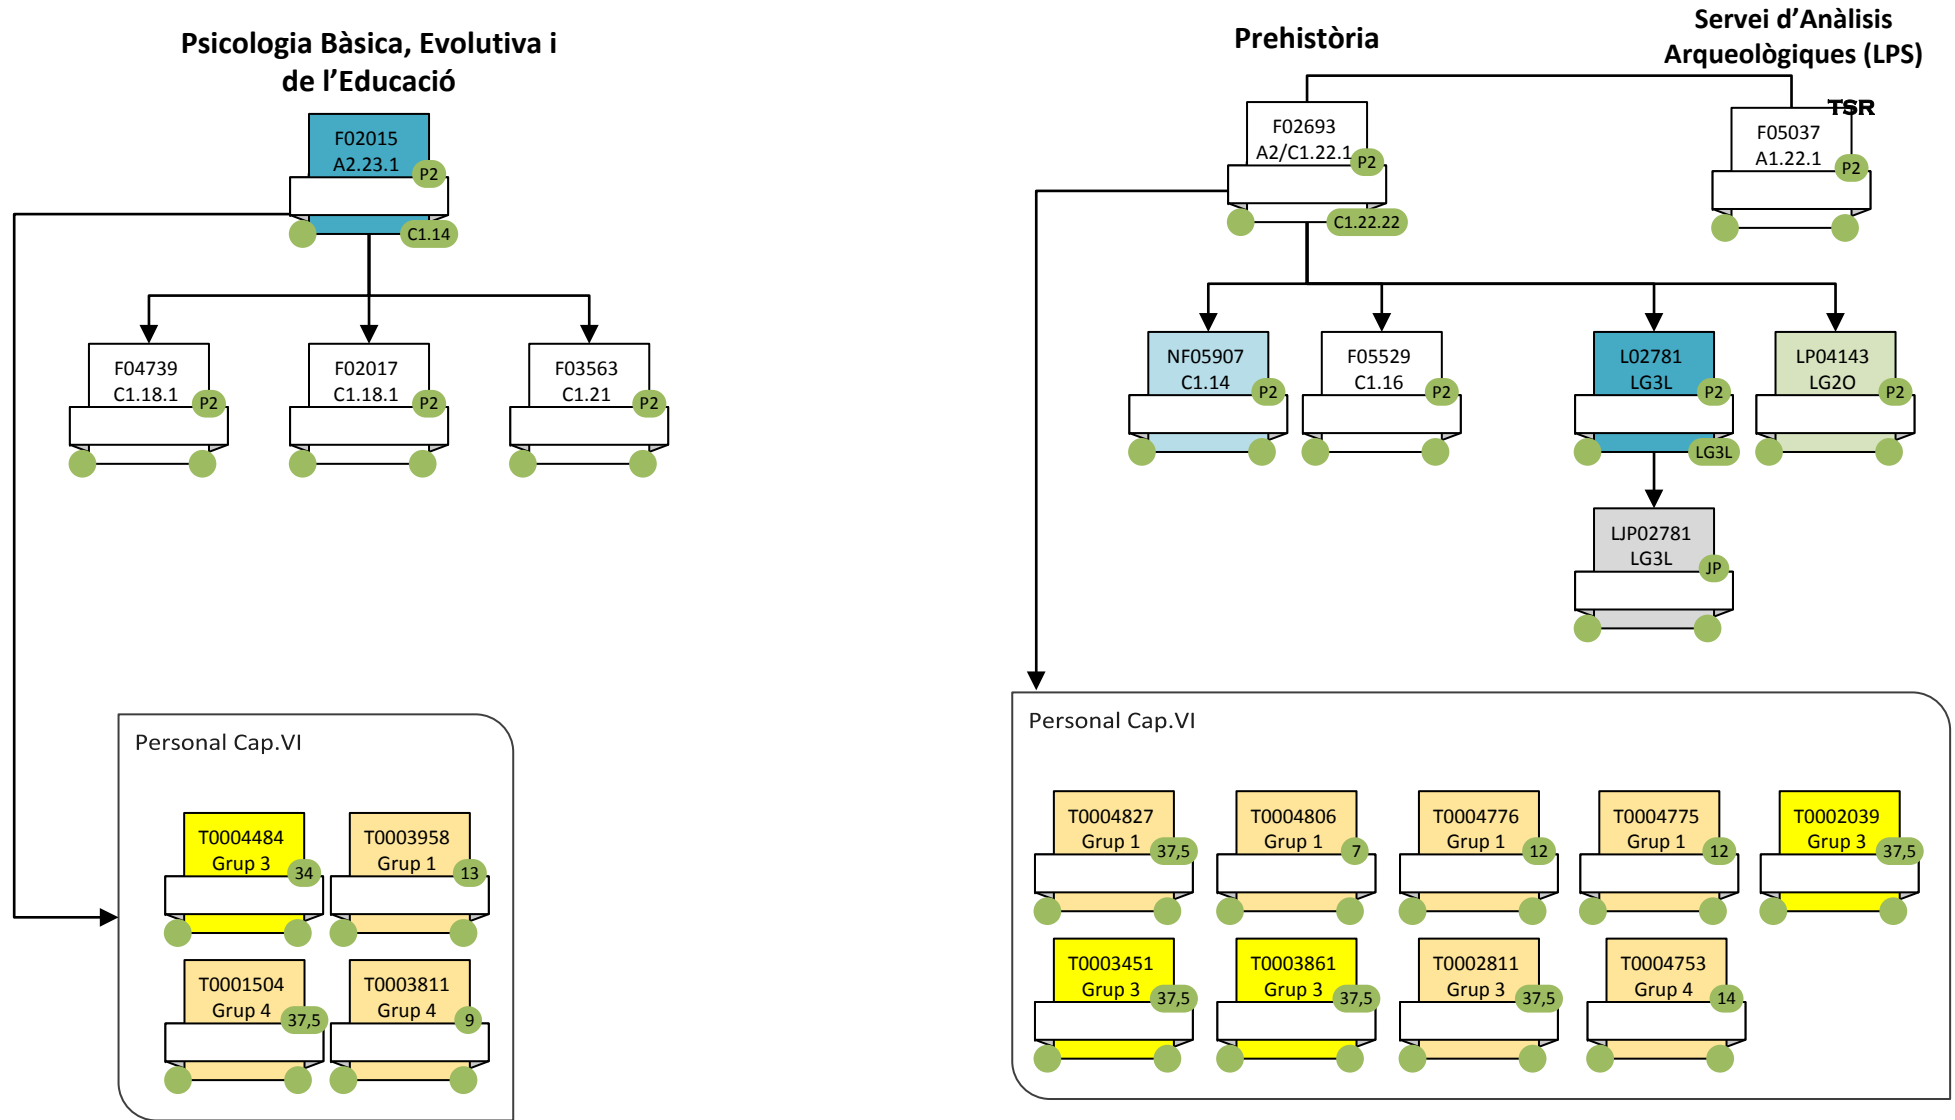 Psicologia Bàsica, Evolutiva i
de l’Educació
F02015
A2.23.1
P2
C1.14
F04739
C1.18.1
P2
F02017
C1.18.1
P2
F03563
C1.21
P2
Personal Cap.VI
T0004484
Grup 3
34
T0003958
Grup 1
13
T0001504
Grup 4
37,5
T0003811
Grup 4
9
Prehistòria
Servei d’Anàlisis
Arqueològiques (LPS)
F02693
A2/C1.22.1
P2
C1.22.22
TSR
F05037
A1.22.1
P2
NF05907
C1.14
P2
F05529
C1.16
P2
L02781
LG3L
P2
LG3L
LP04143
LG2O
P2
LJP02781
LG3L
JP
Personal Cap.VI
T0004827
Grup 1
37,5
T0004806
Grup 1
7
T0004776
Grup 1
12
T0004775
Grup 1
12
T0002039
Grup 3
37,5
T0003451
Grup 3
37,5
T0003861
Grup 3
37,5
T0002811
Grup 3
37,5
T0004753
Grup 4
14